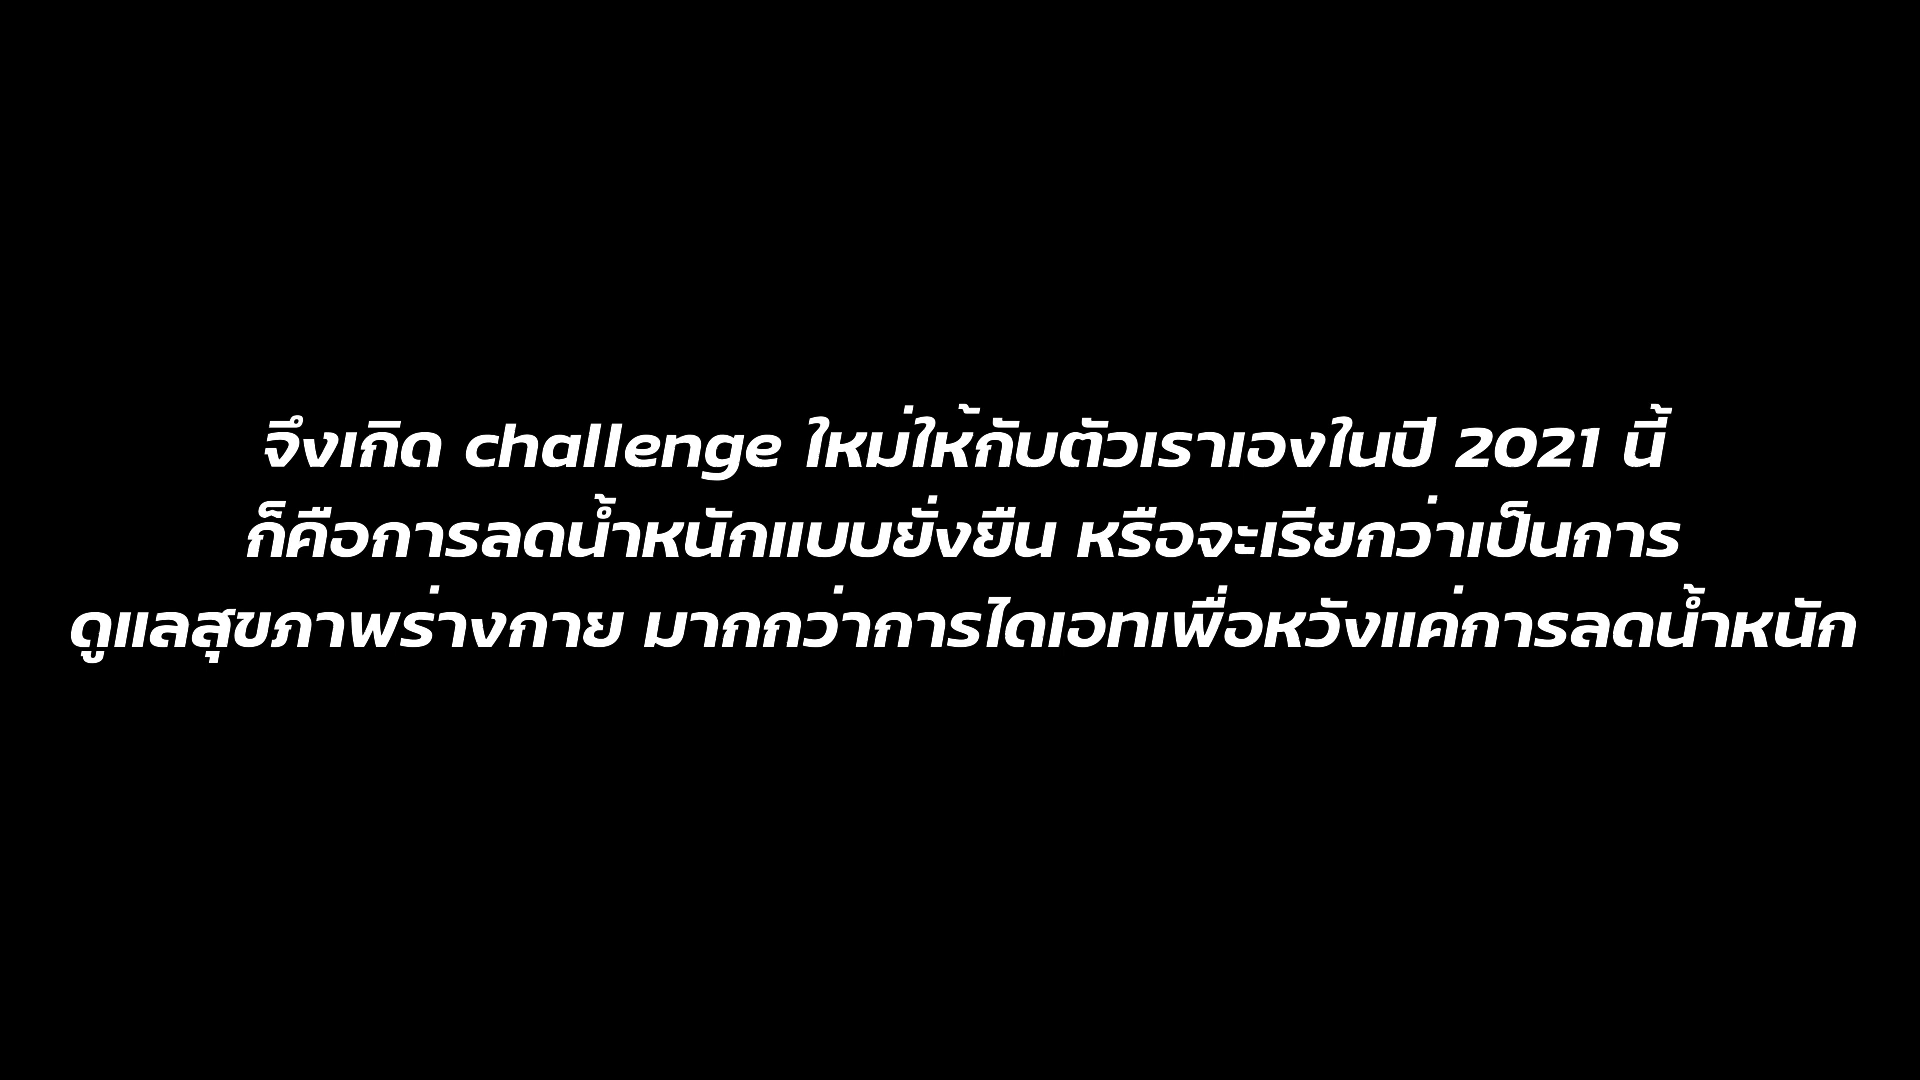 จึงเกิด challenge ใหม่ให้กับตัวเราเองในปี 2021 นี้
ก็คือการลดน้ำหนักแบบยั่งยืน หรือจะเรียกว่าเป็นการ
ดูแลสุขภาพร่างกาย มากกว่าการไดเอทเพื่อหวังแค่การลดน้ำหนัก